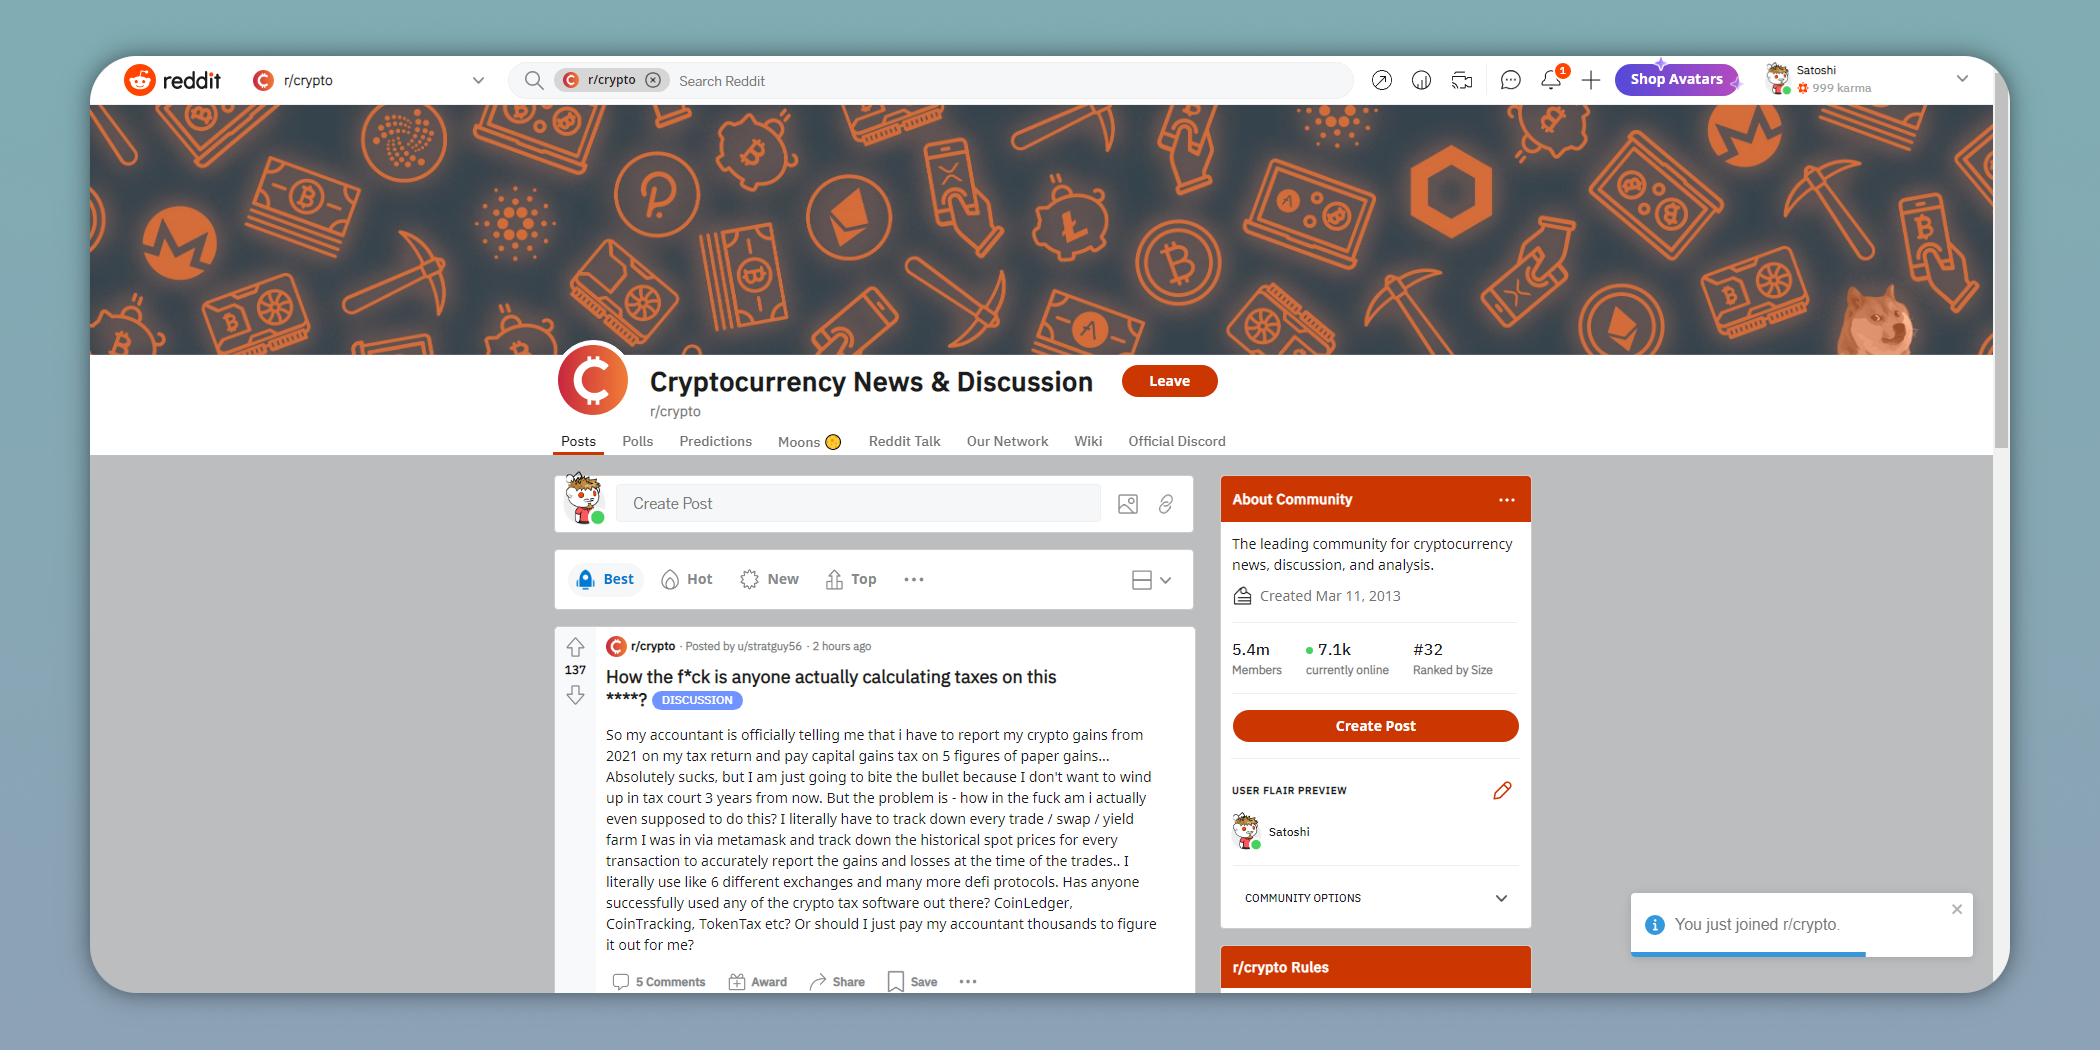 reddit
r/crypto
r/crypto
Search Reddit
1
Shop Avatars
Satoshi
999 karma
Cryptocurrency News & Discussion
Leave
r/crypto
Posts
Polls
Predictions
Moons
Reddit Talk
Our Network
Wiki
Official Discord
Create Post
Best
Hot
New
Top
137
r/crypto · Posted by u/stratguy56 · 2 hours ago
How the f*ck is anyone actually calculating taxes on this
****? DISCUSSION
So my accountant is officially telling me that i have to report my crypto gains from
2021 on my tax return and pay capital gains tax on 5 figures of paper gains...
Absolutely sucks, but I am just going to bite the bullet because I don't want to wind
up in tax court 3 years from now. But the problem is - how in the fuck am i actually
even supposed to do this? I literally have to track down every trade / swap / yield
farm I was in via metamask and track down the historical spot prices for every
transaction to accurately report the gains and losses at the time of the trades.. I
literally use like 6 different exchanges and many more defi protocols. Has anyone
successfully used any of the crypto tax software out there? CoinLedger,
CoinTracking, TokenTax etc? Or should I just pay my accountant thousands to figure
it out for me?
5 Comments
Award
Share
Save
About Community
The leading community for cryptocurrency
news, discussion, and analysis.
Created Mar 11, 2013
5.4m
Members
7.1k
currently online
#32
Ranked by Size
Create Post
USER FLAIR PREVIEW
Satoshi
COMMUNITY OPTIONS
r/crypto Rules
You just joined r/crypto.